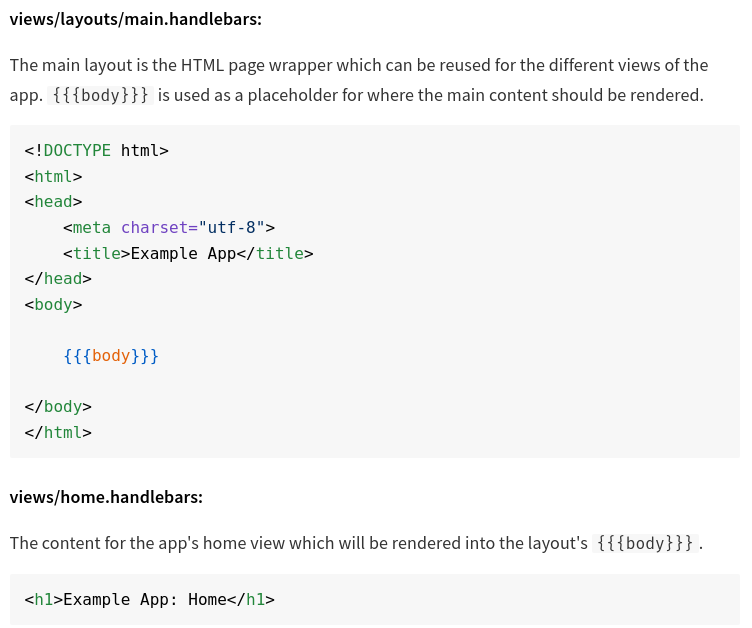 views/layouts/main.handlebars:
The main layout is the HTML page wrapper which can be reused for the different views of the
app. {{{body}}} is used as a placeholder for where the main content should be rendered.
<!DOCTYPE html>
<html>
<head>
    <meta charset="utf-8">
    <title>Example App</title>
</head>
<body>
    {{{body}}}
</body>
</html>
views/home.handlebars:
The content for the app's home view which will be rendered into the layout's {{{body}}}.
<h1>Example App: Home</h1>